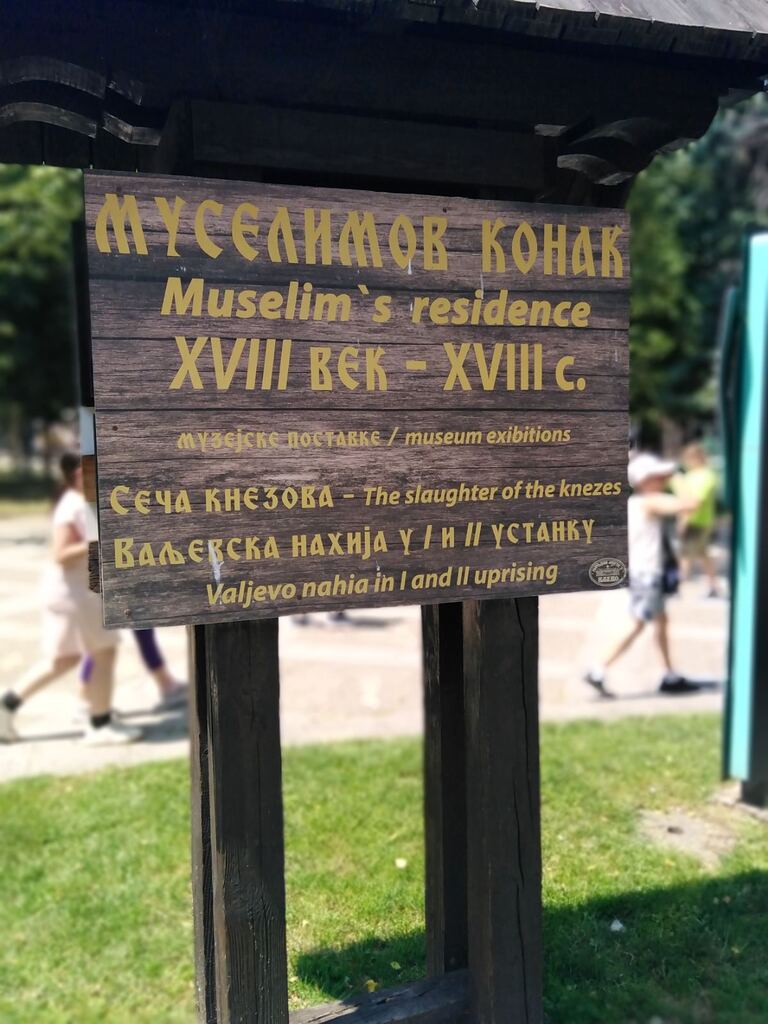 МУСЕЛИМОВ КОНАК
Muselim`s residence
XVIII ВЕК - XVIII c.
МУЗЕЈСКЕ ПОСТАВКЕ / museum exibitions
СЕЧА КНЕЗОВА - The slaughter of the knezes
ВАЉЕВСКА НАХИЈА У I И II УСТАНКУ
Valjevo nahia in I and II uprising